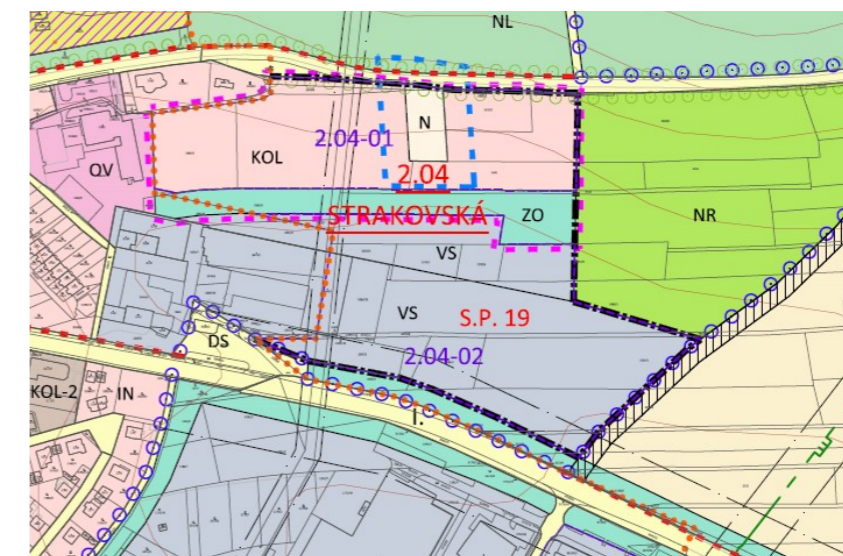 NL
N
2.04-01
KOL
QV
2.04
STRAKOVSKÁ
ZO
NR
VS
VS
S.P. 19
DS
2.04-02
KOL-2
IN
I.